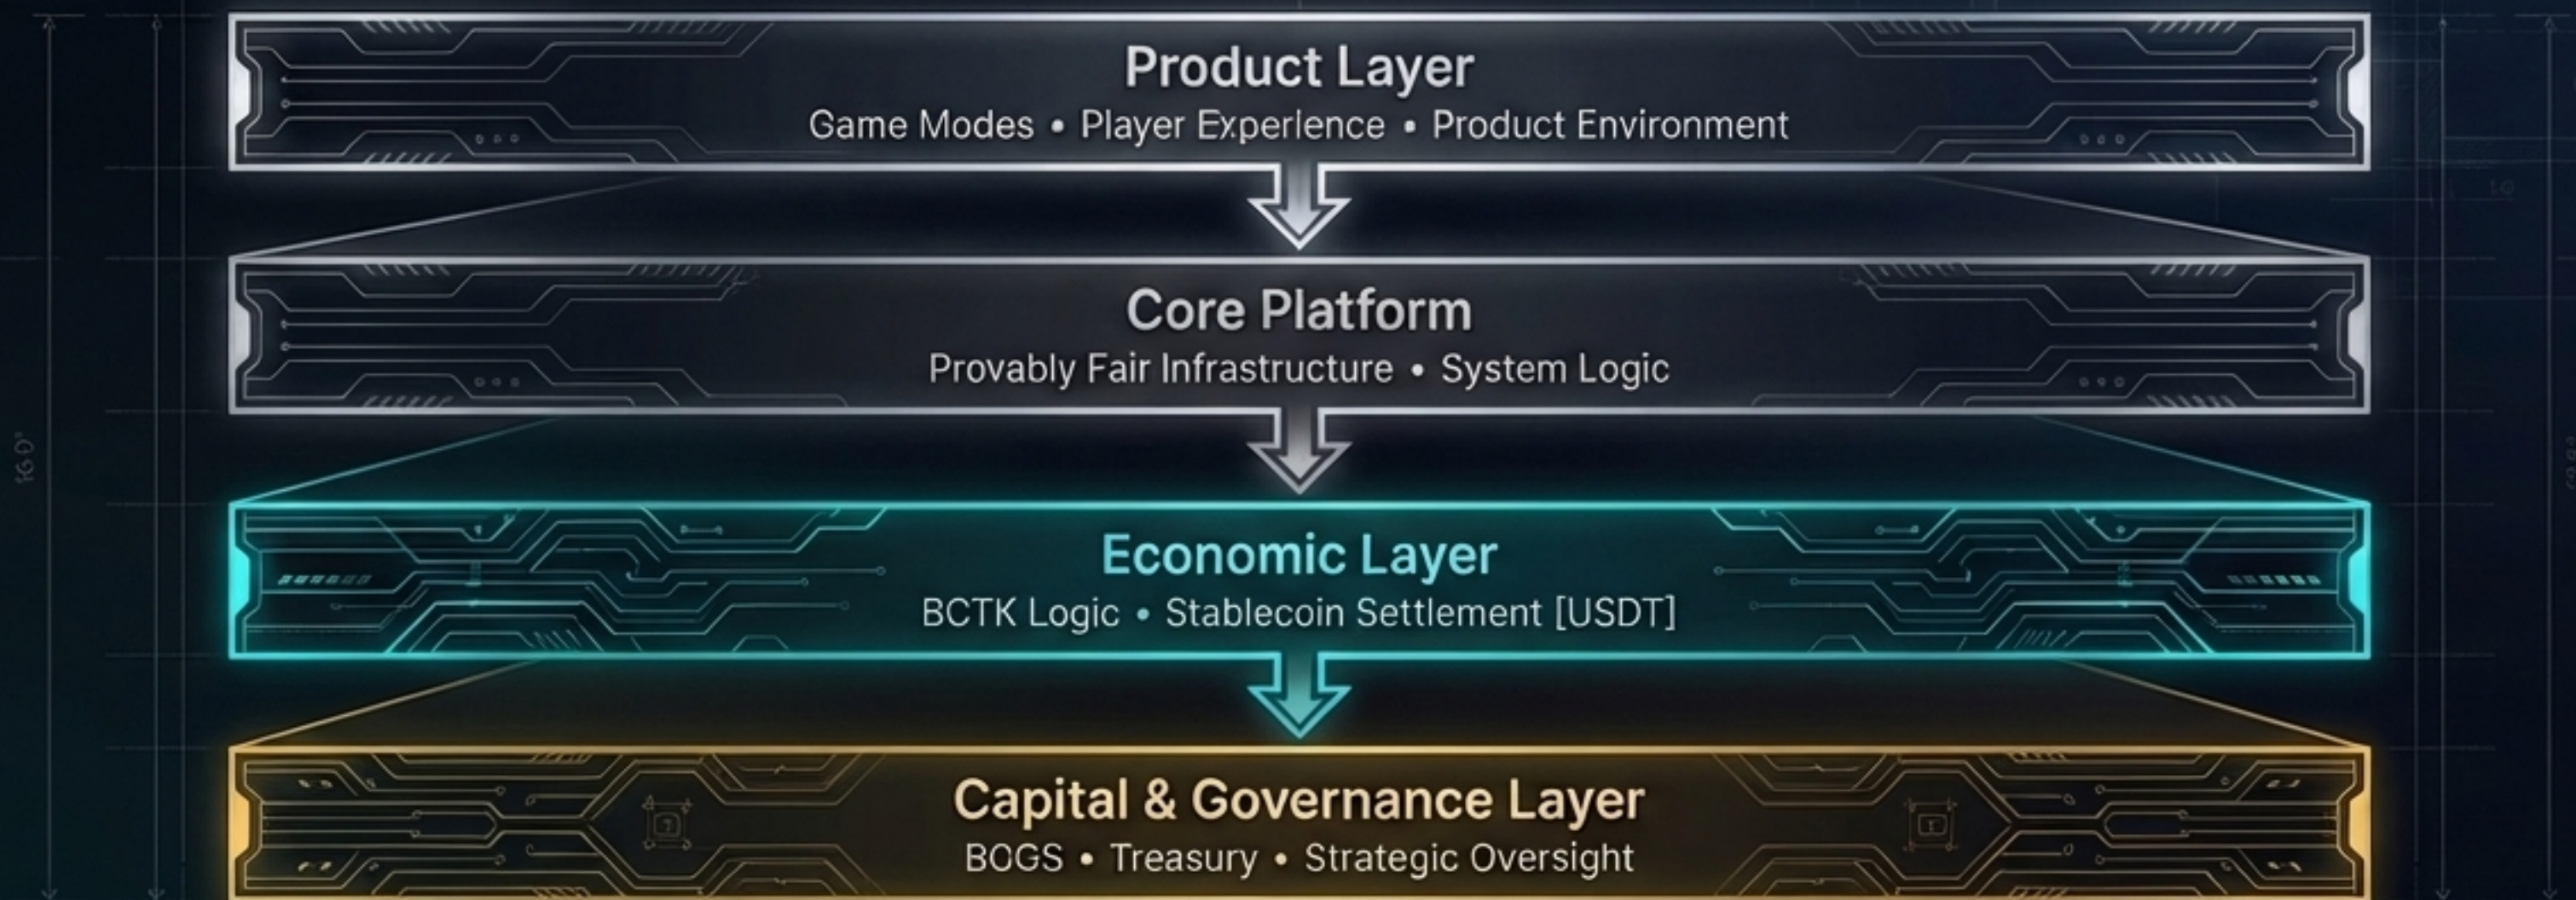 Product Layer
Game Modes • Player Experience • Product Environment
Core Platform
Provably Fair Infrastructure • System Logic
Economic Layer
BCTK Logic • Stablecoin Settlement [USDT]
Capital & Governance Layer
BOGS • Treasury • Strategic Oversight